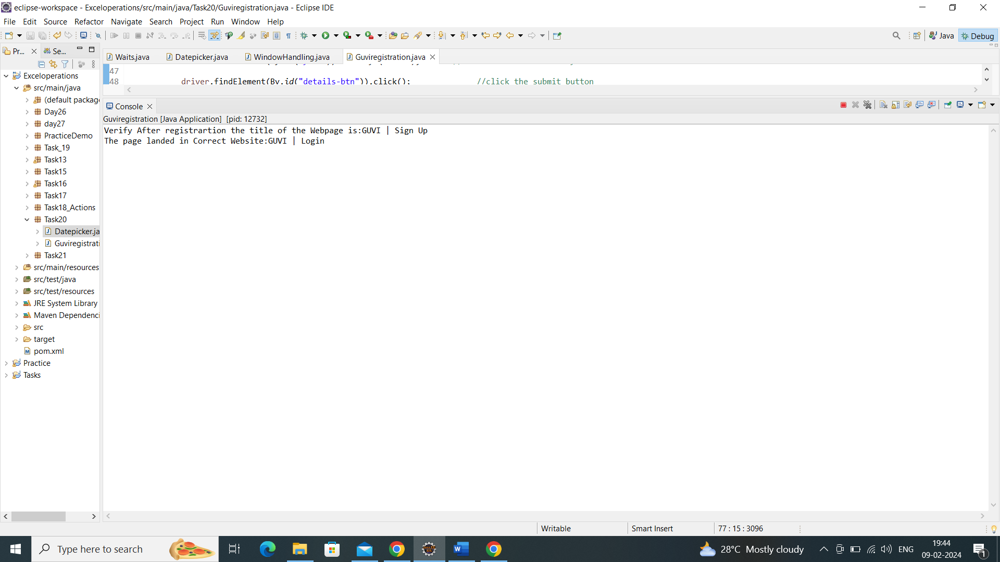 eclipse-workspace - Exceloperations/src/main/java/Task20/Guviregistration.java - Eclipse IDE
File Edit Source Refactor Navigate Search Project Run Window Help
Java Debug
Pr... Se...
Waits.java Datepicker.java WindowHandling.java Guviregistration.java
Exceloperations
src/main/java
(default package
Day26
day27
PracticeDemo
Task_19
Task13
Task15
Task16
Task17
Task18_Actions
Task20
Datepicker.ja
Guviregistrati
Task21
src/main/resources
src/test/java
src/test/resources
JRE System Library
Maven Dependenci
src
target
pom.xml
Practice
Tasks
47
48 driver.findElement(By.id("details-btn")).click(); //click the submit button
Console
Guviregistration [Java Application] [pid: 12732]
Verify After registrartion the title of the Webpage is:GUVI | Sign Up
The page landed in Correct Website:GUVI | Login
Writable Smart Insert 77 : 15 : 3096
Type here to search
28°C Mostly cloudy
ENG
19:44
09-02-2024
1